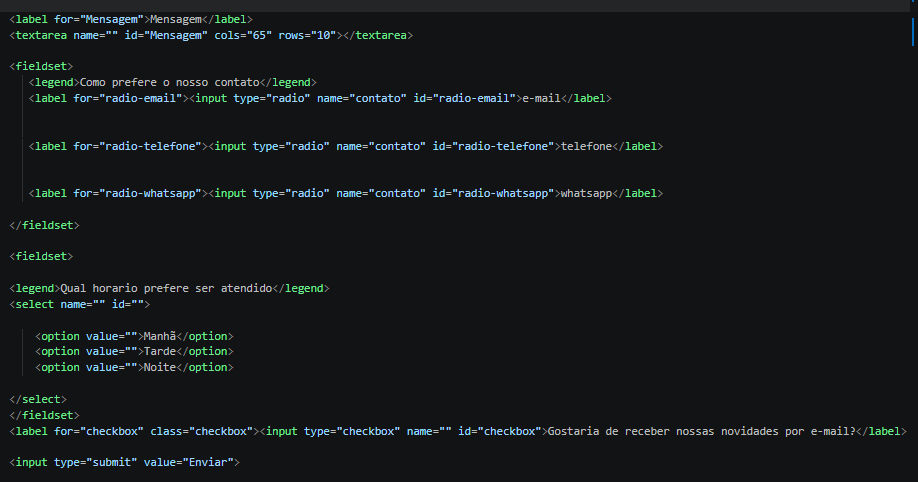 <label for="Mensagem">Mensagem</label>
<textarea name="" id="Mensagem" cols="65" rows="10"></textarea>
<fieldset>
<legend>Como prefere o nosso contato</legend>
<label for="radio-email"><input type="radio" name="contato" id="radio-email">e-mail</label>
<label for="radio-telefone"><input type="radio" name="contato" id="radio-telefone">telefone</label>
<label for="radio-whatsapp"><input type="radio" name="contato" id="radio-whatsapp">whatsapp</label>
</fieldset>
<fieldset>
<legend>Qual horario prefere ser atendido</legend>
<select name="" id="">
<option value="">Manhã</option>
<option value="">Tarde</option>
<option value="">Noite</option>
</select>
</fieldset>
<label for="checkbox" class="checkbox"><input type="checkbox" name="" id="checkbox">Gostaria de receber nossas novidades por e-mail?</label>
<input type="submit" value="Enviar">